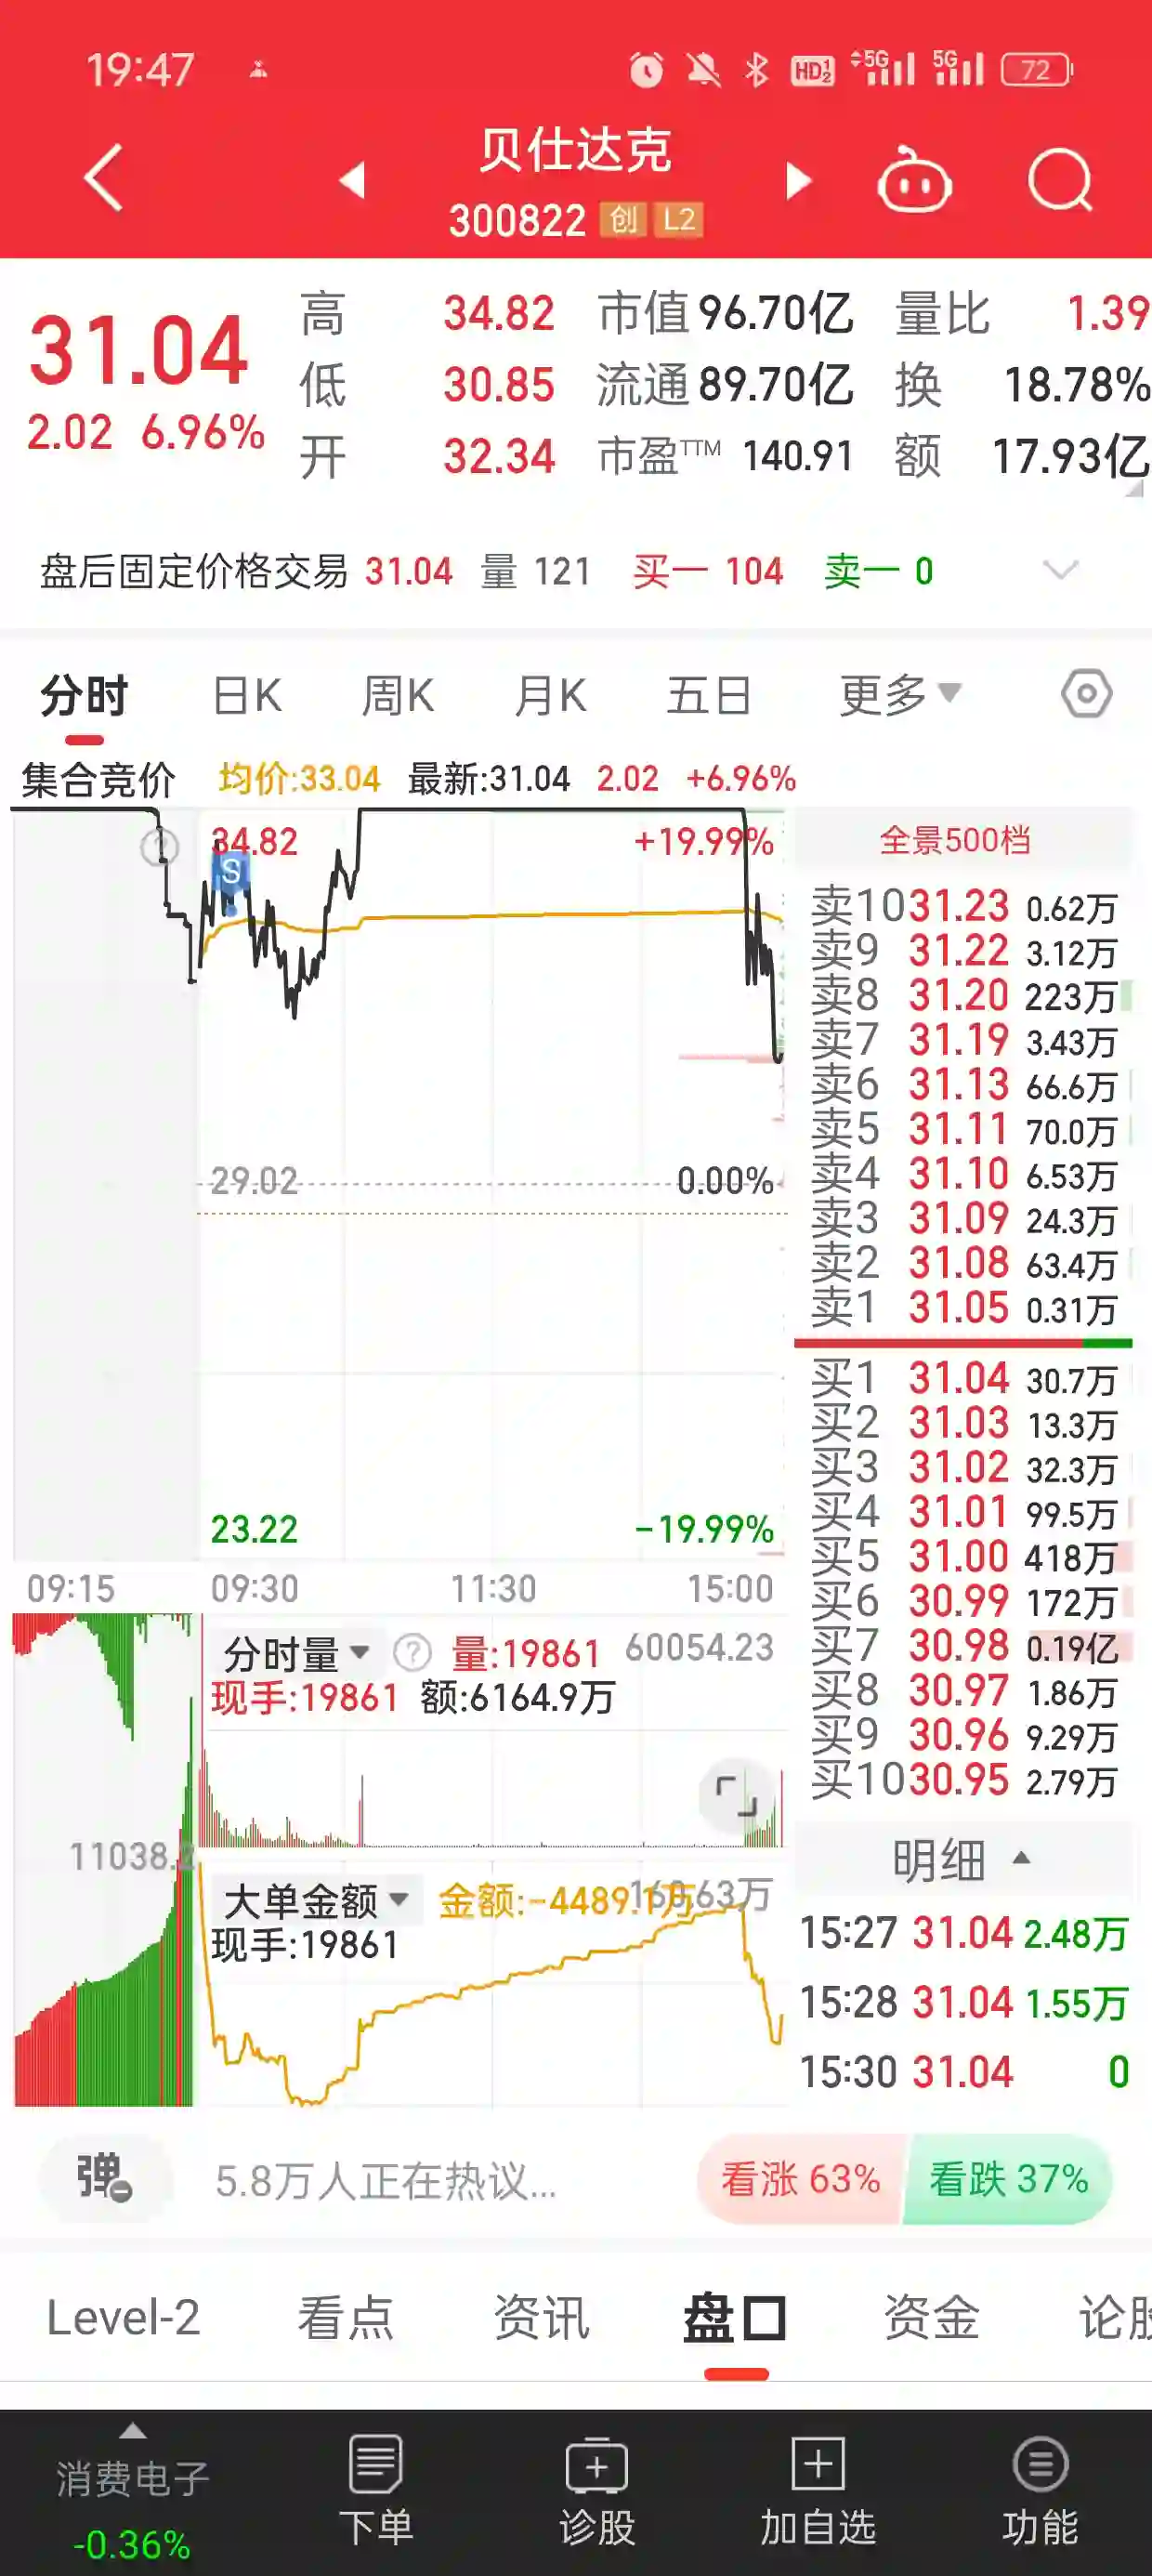 19:47 HD 5G 5G 72
贝仕达克
300822 创 L2
31.04
2.02 6.96%
高 34.82 市值 96.70亿 量比 1.39
低 30.85 流通 89.70亿 换 18.78%
开 32.34 市盈TTM 140.91 额 17.93亿
盘后固定价格交易 31.04 量 121 买一 104 卖一 0
分时 日K 周K 月K 五日 更多
集合竞价 均价:33.04 最新:31.04 2.02 +6.96%
34.82 +19.99%
S
29.02 0.00%
23.22 -19.99%
09:15 09:30 11:30 15:00
全景500档
卖10 31.23 0.62万
卖9 31.22 3.12万
卖8 31.20 223万
卖7 31.19 3.43万
卖6 31.13 66.6万
卖5 31.11 70.0万
卖4 31.10 6.53万
卖3 31.09 24.3万
卖2 31.08 63.4万
卖1 31.05 0.31万
买1 31.04 30.7万
买2 31.03 13.3万
买3 31.02 32.3万
买4 31.01 99.5万
买5 31.00 418万
买6 30.99 172万
买7 30.98 0.19亿
买8 30.97 1.86万
买9 30.96 9.29万
买10 30.95 2.79万
分时量 ? 量:19861 60054.23
现手:19861 额:6164.9万
大单金额 金额:-4489.1万
现手:19861
明细
15:27 31.04 2.48万
15:28 31.04 1.55万
15:30 31.04 0
弹 5.8万人正在热议... 看涨 63% 看跌 37%
Level-2 看点 资讯 盘口 资金
消费电子 下单 诊股 加自选 功能
-0.36%